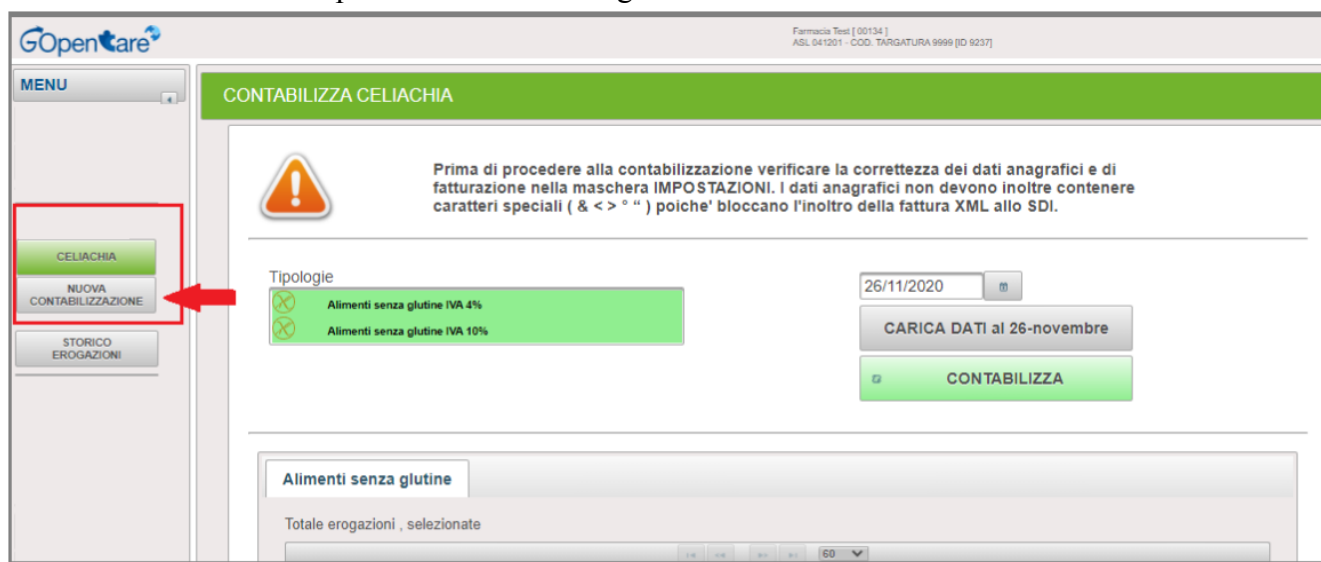 GOpenCare
Farmacia Test [ 00134 ]
ASL 041201 - COD. TARGATURA 9999 [ID 9237]
MENU
CONTABILIZZA CELIACHIA
Prima di procedere alla contabilizzazione verificare la correttezza dei dati anagrafici e di
fatturazione nella maschera IMPOSTAZIONI. I dati anagrafici non devono inoltre contenere
caratteri speciali ( & < > ° “ ) poiche' bloccano l'inoltro della fattura XML allo SDI.
CELIACHIA
NUOVA
CONTABILIZZAZIONE
STORICO
EROGAZIONI
Tipologie
Alimenti senza glutine IVA 4%
Alimenti senza glutine IVA 10%
26/11/2020
CARICA DATI al 26-novembre
CONTABILIZZA
Alimenti senza glutine
Totale erogazioni , selezionate
60